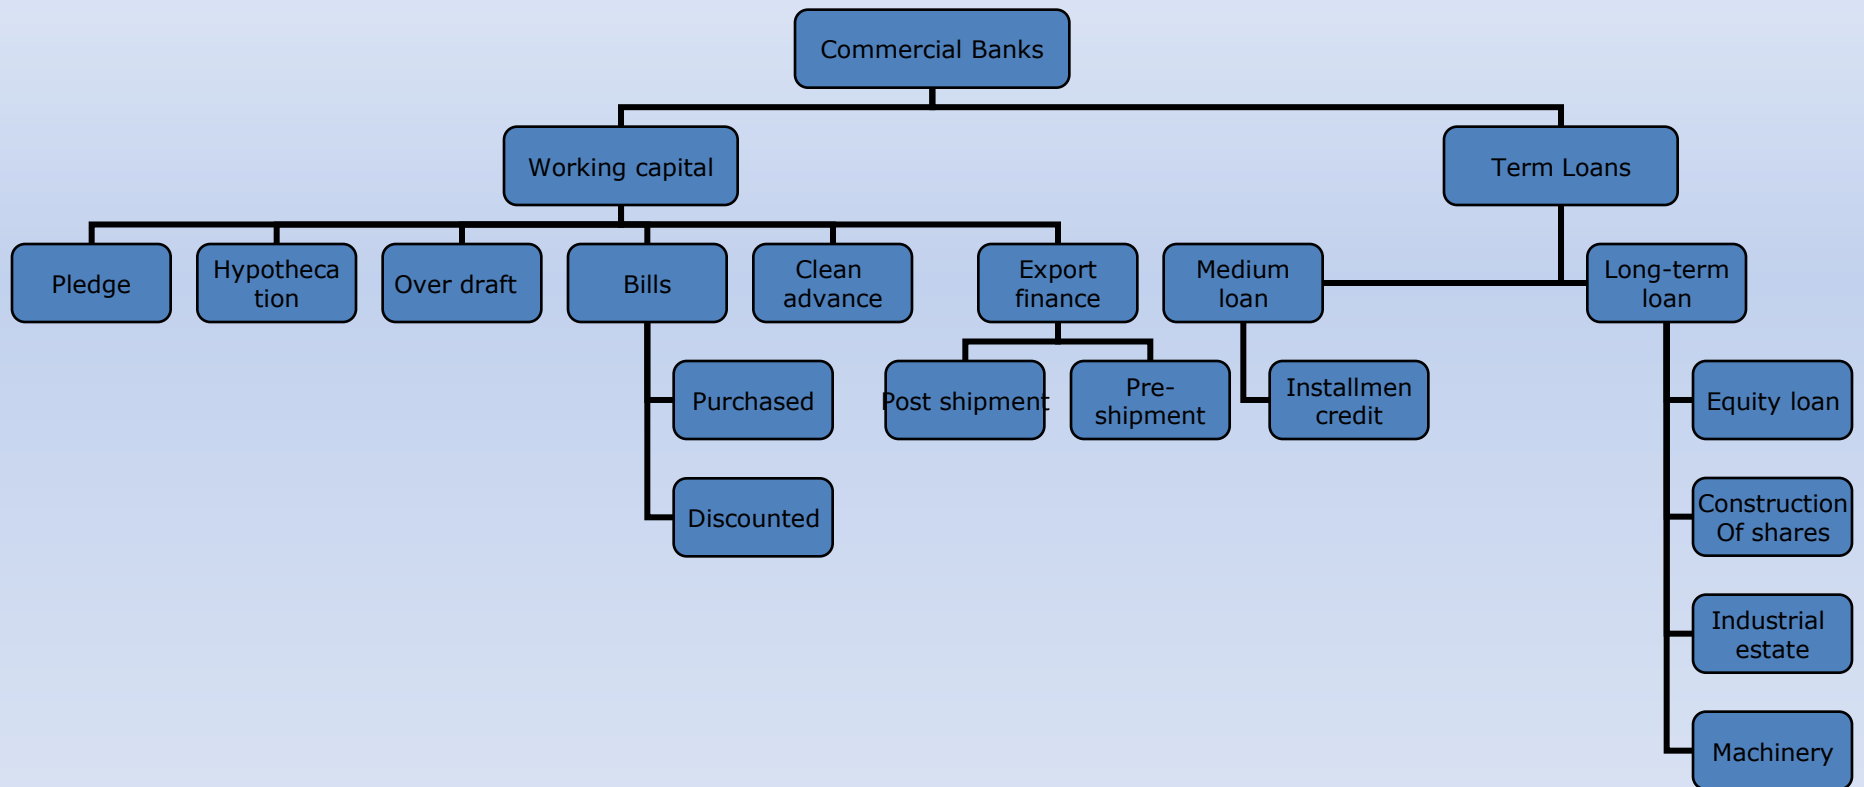 Commercial Banks
Working capital
Term Loans
Pledge
Hypotheca
tion
Over draft
Bills
Clean
advance
Export
finance
Medium
loan
Long-term
loan
Purchased
Post shipment
Pre-
shipment
Installmen
credit
Equity loan
Discounted
Construction
Of shares
Industrial
estate
Machinery